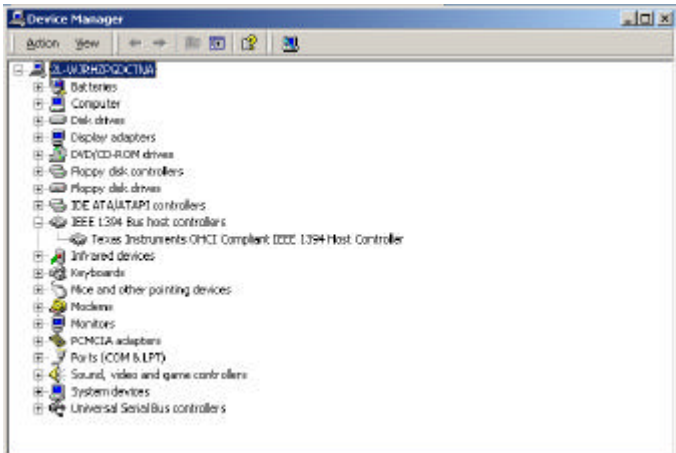 Device Manager
Action View
Batteries
Computer
Disk drives
Display adapters
DVD/CD-ROM drives
Floppy disk controllers
Floppy disk drives
IDE ATA/ATAPI controllers
IEEE 1394 Bus host controllers
Texas Instruments OHCI Compliant IEEE 1394 Host Controller
Infrared devices
Keyboards
Mice and other pointing devices
Modems
Monitors
PCMCIA adapters
Ports (COM & LPT)
Sound, video and game controllers
System devices
Universal Serial Bus controllers